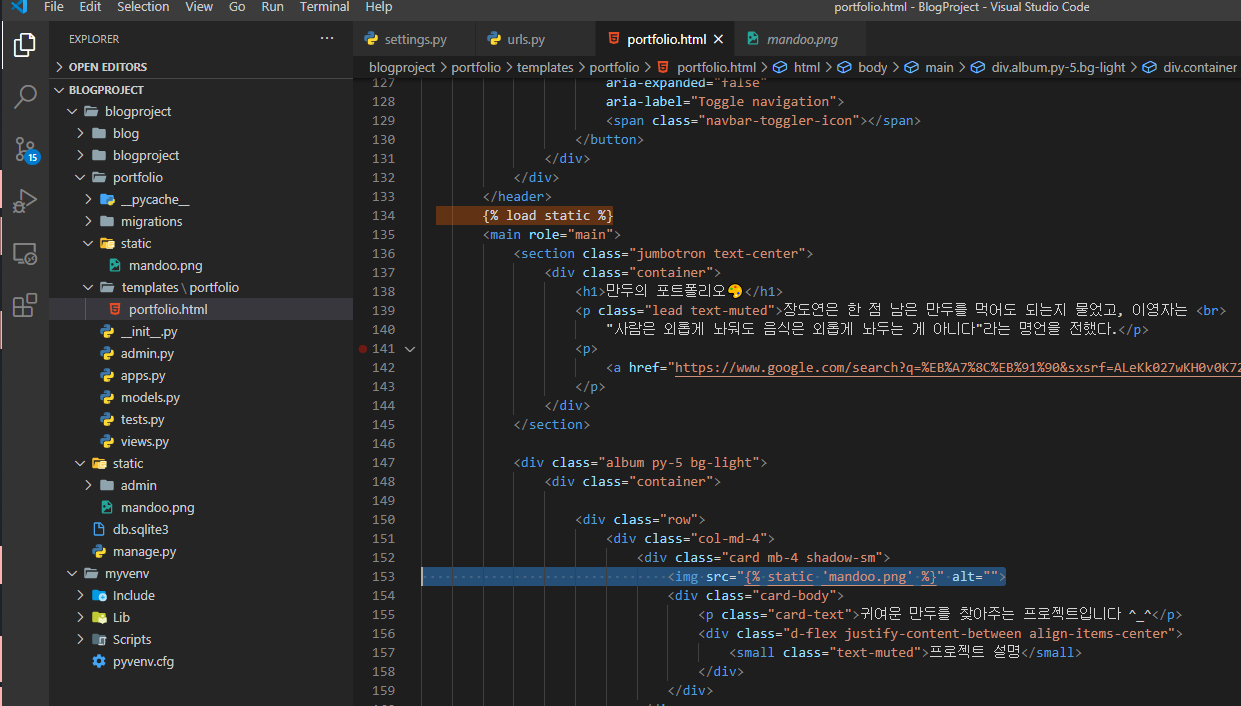 File Edit Selection View Go Run Terminal Help portfolio.html - BlogProject - Visual Studio Code
EXPLORER ···
settings.py urls.py portfolio.html mandoo.png
OPEN EDITORS
blogproject > portfolio > templates > portfolio > portfolio.html > html > body > main > div.album.py-5.bg-light > div.container
BLOGPROJECT
blogproject
blog
blogproject
portfolio
__pycache__
migrations
static
mandoo.png
templates \ portfolio
portfolio.html
__init__.py
admin.py
apps.py
models.py
tests.py
views.py
static
admin
mandoo.png
db.sqlite3
manage.py
myvenv
Include
Lib
Scripts
pyvenv.cfg
15
127 aria-expanded="false"
128 aria-label="Toggle navigation">
129 <span class="navbar-toggler-icon"></span>
130 </button>
131 </div>
132 </div>
133 </header>
134 {% load static %}
135 <main role="main">
136 <section class="jumbotron text-center">
137 <div class="container">
138 <h1>만두의 포트폴리오🎨</h1>
139 <p class="lead text-muted">장도연은 한 점 남은 만두를 먹어도 되는지 물었고, 이영자는 <br>
140 "사람은 외롭게 놔둬도 음식은 외롭게 놔두는 게 아니다"라는 명언을 전했다.</p>
141 <p>
142 <a href="https://www.google.com/search?q=%EB%A7%8C%EB%91%90&sxsrf=ALeKk027wKH0v0K72
143 </p>
144 </div>
145 </section>
146
147 <div class="album py-5 bg-light">
148 <div class="container">
149
150 <div class="row">
151 <div class="col-md-4">
152 <div class="card mb-4 shadow-sm">
153 <img src="{% static 'mandoo.png' %}" alt="">
154 <div class="card-body">
155 <p class="card-text">귀여운 만두를 찾아주는 프로젝트입니다 ^_^</p>
156 <div class="d-flex justify-content-between align-items-center">
157 <small class="text-muted">프로젝트 설명</small>
158 </div>
159 </div>